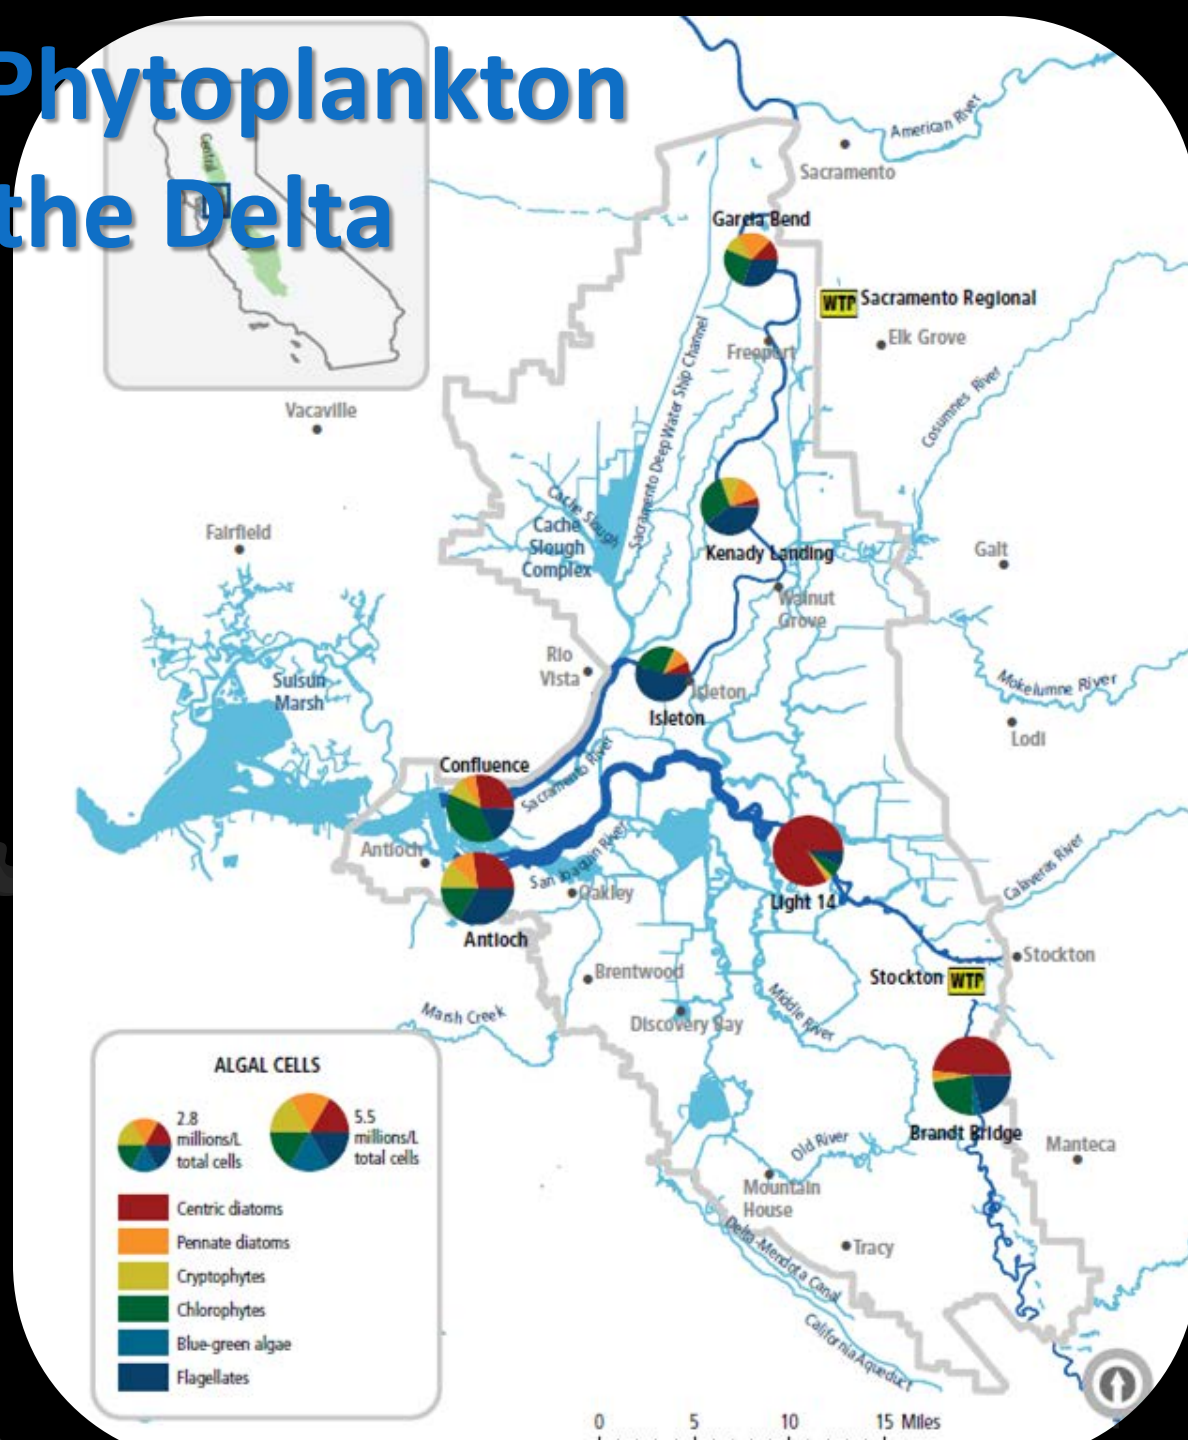 Phytoplankton
the Delta
Central
American River
Sacramento
Garcia Bend
WTP Sacramento Regional
Elk Grove
Freeport
Sacramento Deep Water Ship Channel
Cosumnes River
Vacaville
Cache Slough
Cache
Slough
Complex
Fairfield
Kenady Landing
Galt
Walnut
Grove
Rio
Vista
Suisun
Marsh
Isleton
Isleton
Mokelumne River
Lodi
Confluence
Sacramento River
Antioch
San Joaquin River
Oakley
Light 14
Calaveras River
Antioch
Stockton
Brentwood
Stockton WTP
Discovery Bay
Middle River
Marsh Creek
Brandt Bridge
Old River
Manteca
Mountain
House
Tracy
Delta-Mendota Canal
California Aqueduct
ALGAL CELLS
2.8
millions/L
total cells
5.5
millions/L
total cells
Centric diatoms
Pennate diatoms
Cryptophytes
Chlorophytes
Blue-green algae
Flagellates
0 5 10 15 Miles